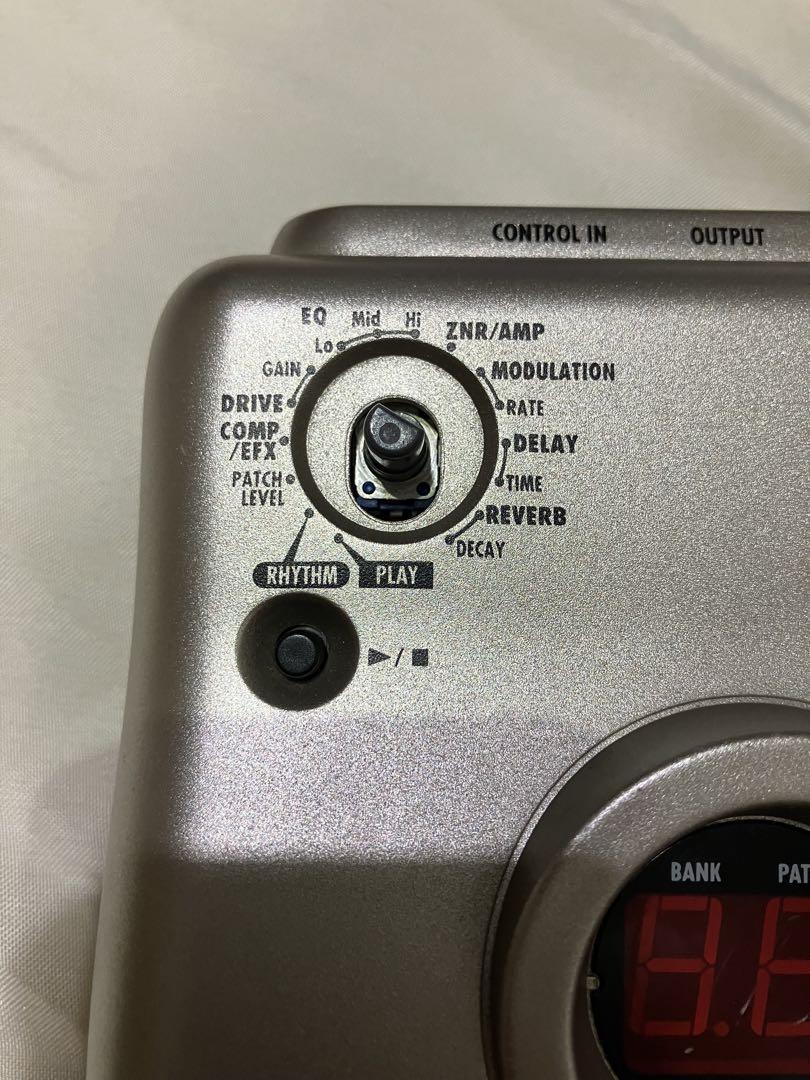 CONTROL IN
OUTPUT
EQ
Lo
Mid
Hi
ZNR/AMP
GAIN
MODULATION
DRIVE
RATE
COMP
/EFX
DELAY
PATCH
LEVEL
TIME
REVERB
DECAY
RHYTHM
PLAY
/
BANK
PAT